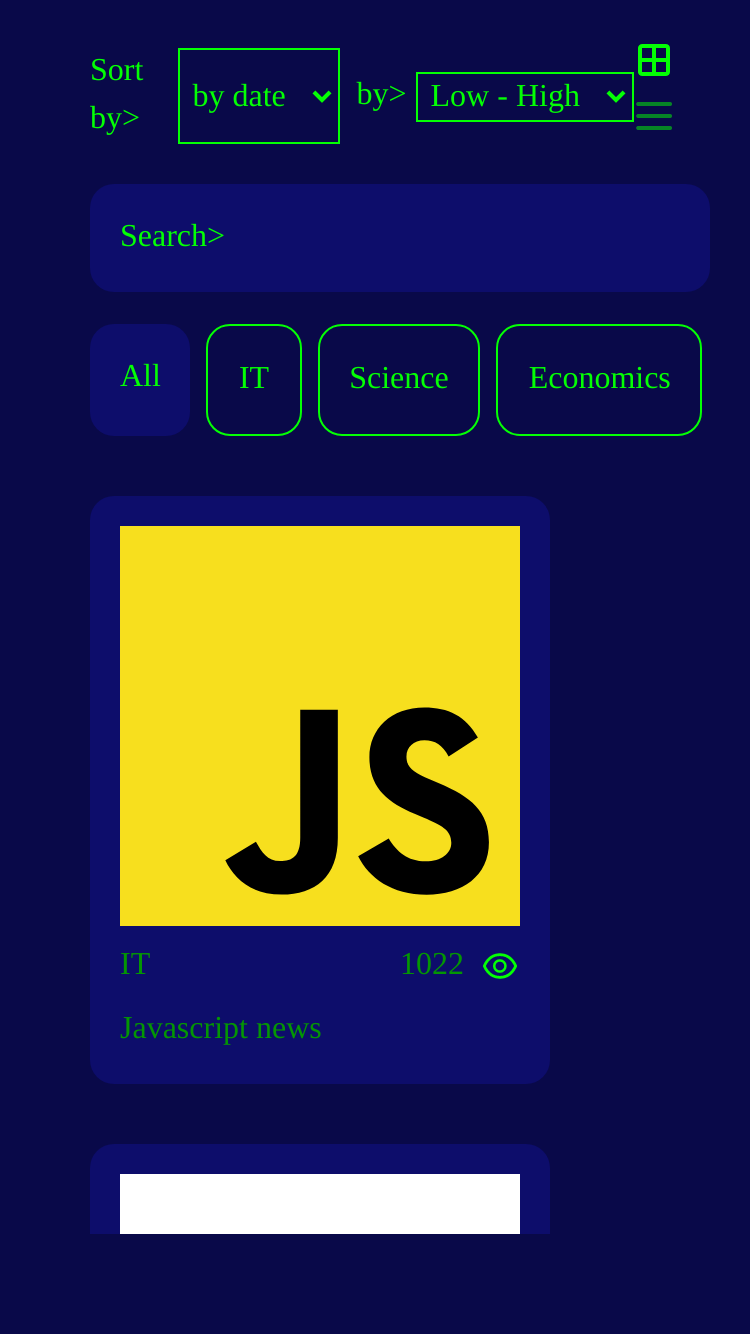 Sort
by>
by date
by>
Low - High
Search>
All
IT
Science
Economics
JS
IT
1022
Javascript news